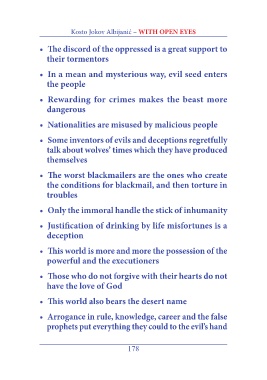 Kosto Jokov Albijanić – WITH OPEN EYES
• The discord of the oppressed is a great support to
their tormentors
• In a mean and mysterious way, evil seed enters
the people
• Rewarding for crimes makes the beast more
dangerous
• Nationalities are misused by malicious people
• Some inventors of evils and deceptions regretfully
talk about wolves' times which they have produced
themselves
• The worst blackmailers are the ones who create
the conditions for blackmail, and then torture in
troubles
• Only the immoral handle the stick of inhumanity
• Justification of drinking by life misfortunes is a
deception
• This world is more and more the possession of the
powerful and the executioners
• Those who do not forgive with their hearts do not
have the love of God
• This world also bears the desert name
• Arrogance in rule, knowledge, career and the false
prophets put everything they could to the evil's hand
178